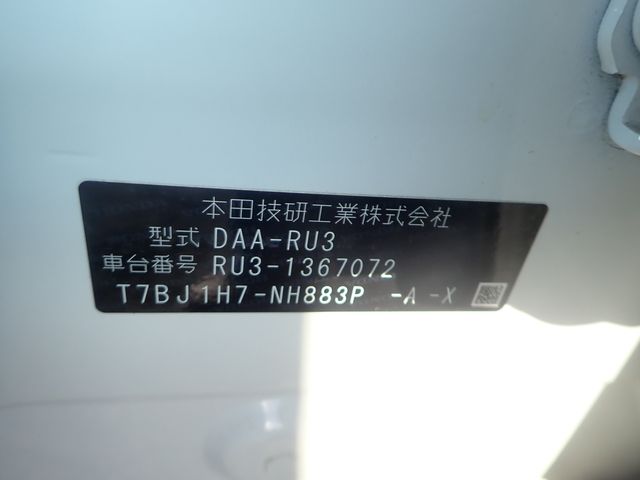 本田技研工業株式会社
型式 DAA-RU3
車台番号 RU3-1367072
T7BJ1H7-NH883P -A -X